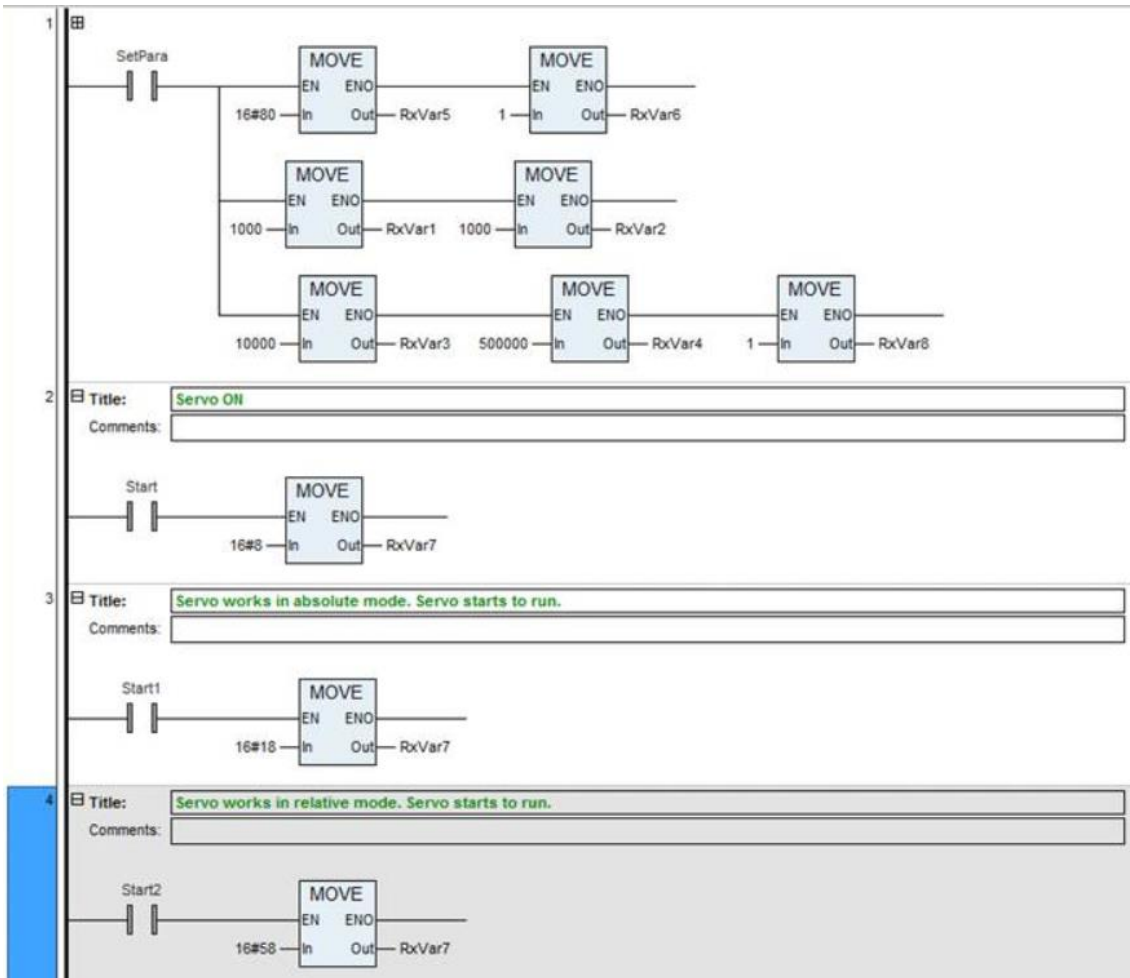 1
SetPara
MOVE MOVE
EN ENO EN ENO
16#80 In Out RxVar5 1 In Out RxVar6
MOVE MOVE
EN ENO EN ENO
1000 In Out RxVar1 1000 In Out RxVar2
MOVE MOVE MOVE
EN ENO EN ENO EN ENO
10000 In Out RxVar3 500000 In Out RxVar4 1 In Out RxVar8
2 Title: Servo ON
Comments:
Start
MOVE
EN ENO
16#8 In Out RxVar7
3 Title: Servo works in absolute mode. Servo starts to run.
Comments:
Start1
MOVE
EN ENO
16#18 In Out RxVar7
4 Title: Servo works in relative mode. Servo starts to run.
Comments:
Start2
MOVE
EN ENO
16#58 In Out RxVar7